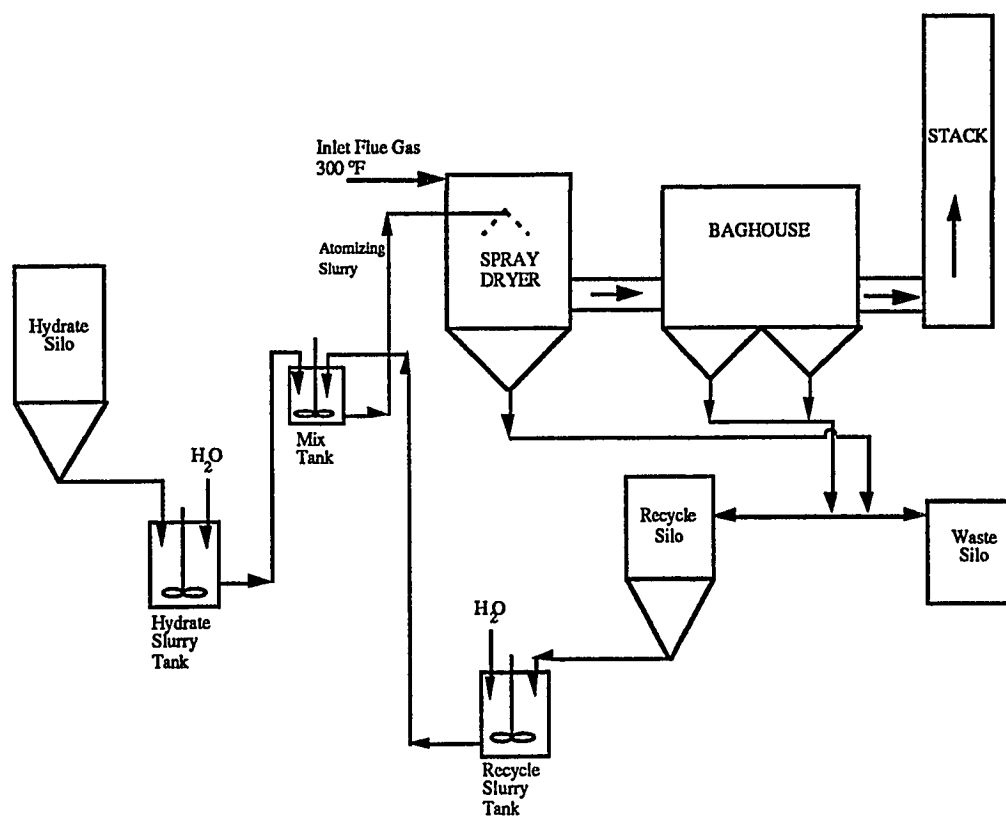 STACK
Inlet Flue Gas
300 °F
BAGHOUSE
Atomizing
Slurry
SPRAY
DRYER
Hydrate
Silo
Mix
Tank
H2O
Recycle
Silo
Waste
Silo
Hydrate
Slurry
Tank
H2O
Recycle
Slurry
Tank